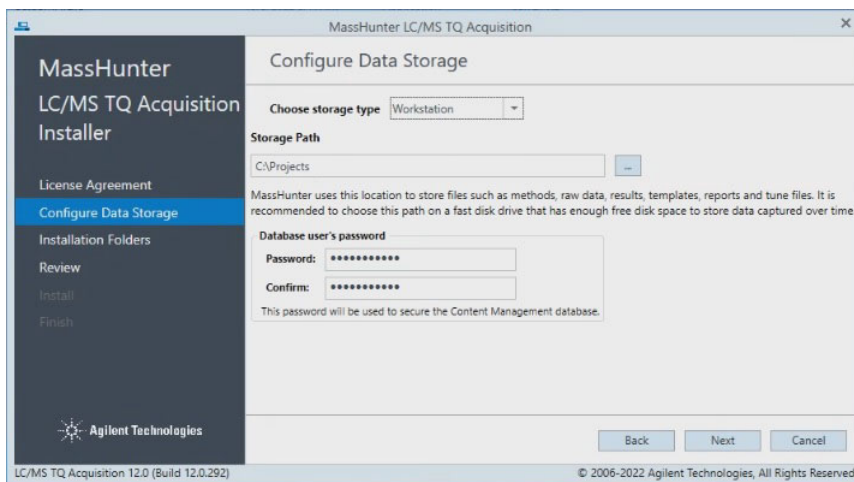 MassHunter LC/MS TQ Acquisition
MassHunter
LC/MS TQ Acquisition
Installer
License Agreement
Configure Data Storage
Installation Folders
Review
Install
Finish
Agilent Technologies
Configure Data Storage
Choose storage type Workstation
Storage Path
C:\Projects
...
MassHunter uses this location to store files such as methods, raw data, results, templates, reports and tune files. It is
recommended to choose this path on a fast disk drive that has enough free disk space to store data captured over time
Database user's password
Password: •••••••••••
Confirm: •••••••••••
This password will be used to secure the Content Management database.
Back Next Cancel
LC/MS TQ Acquisition 12.0 (Build 12.0.292) © 2006-2022 Agilent Technologies, All Rights Reserved